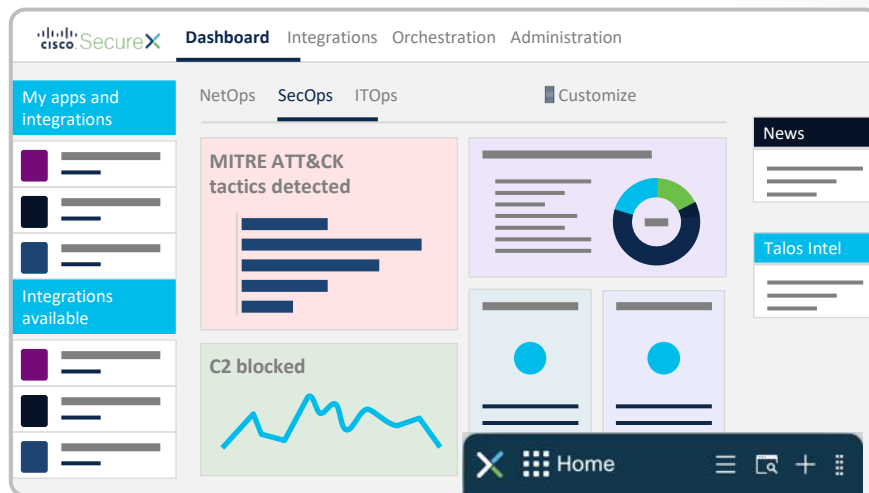 cisco SecureX
Dashboard Integrations Orchestration Administration
My apps and
integrations
Integrations
available
NetOps SecOps ITOps Customize
MITRE ATT&CK
tactics detected
C2 blocked
News
Talos Intel
Home